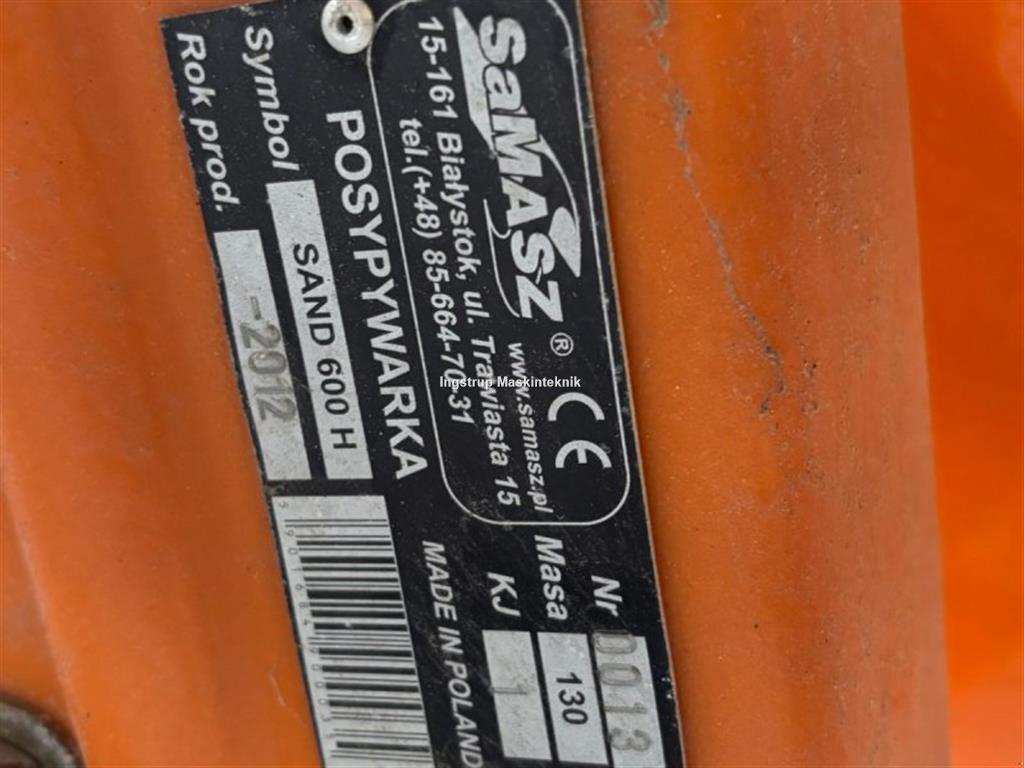 SaMASZ®
15-161 Białystok, ul. Trawiasta 15
tel.(+48) 85-664-70-31 www.samasz.pl
CE
POSYPYWARKA
Symbol SAND 600 H
Rok prod. -2012
Nr 0013
Masa 130
KJ 1
MADE IN POLAND
Ingstrup Maskinteknik